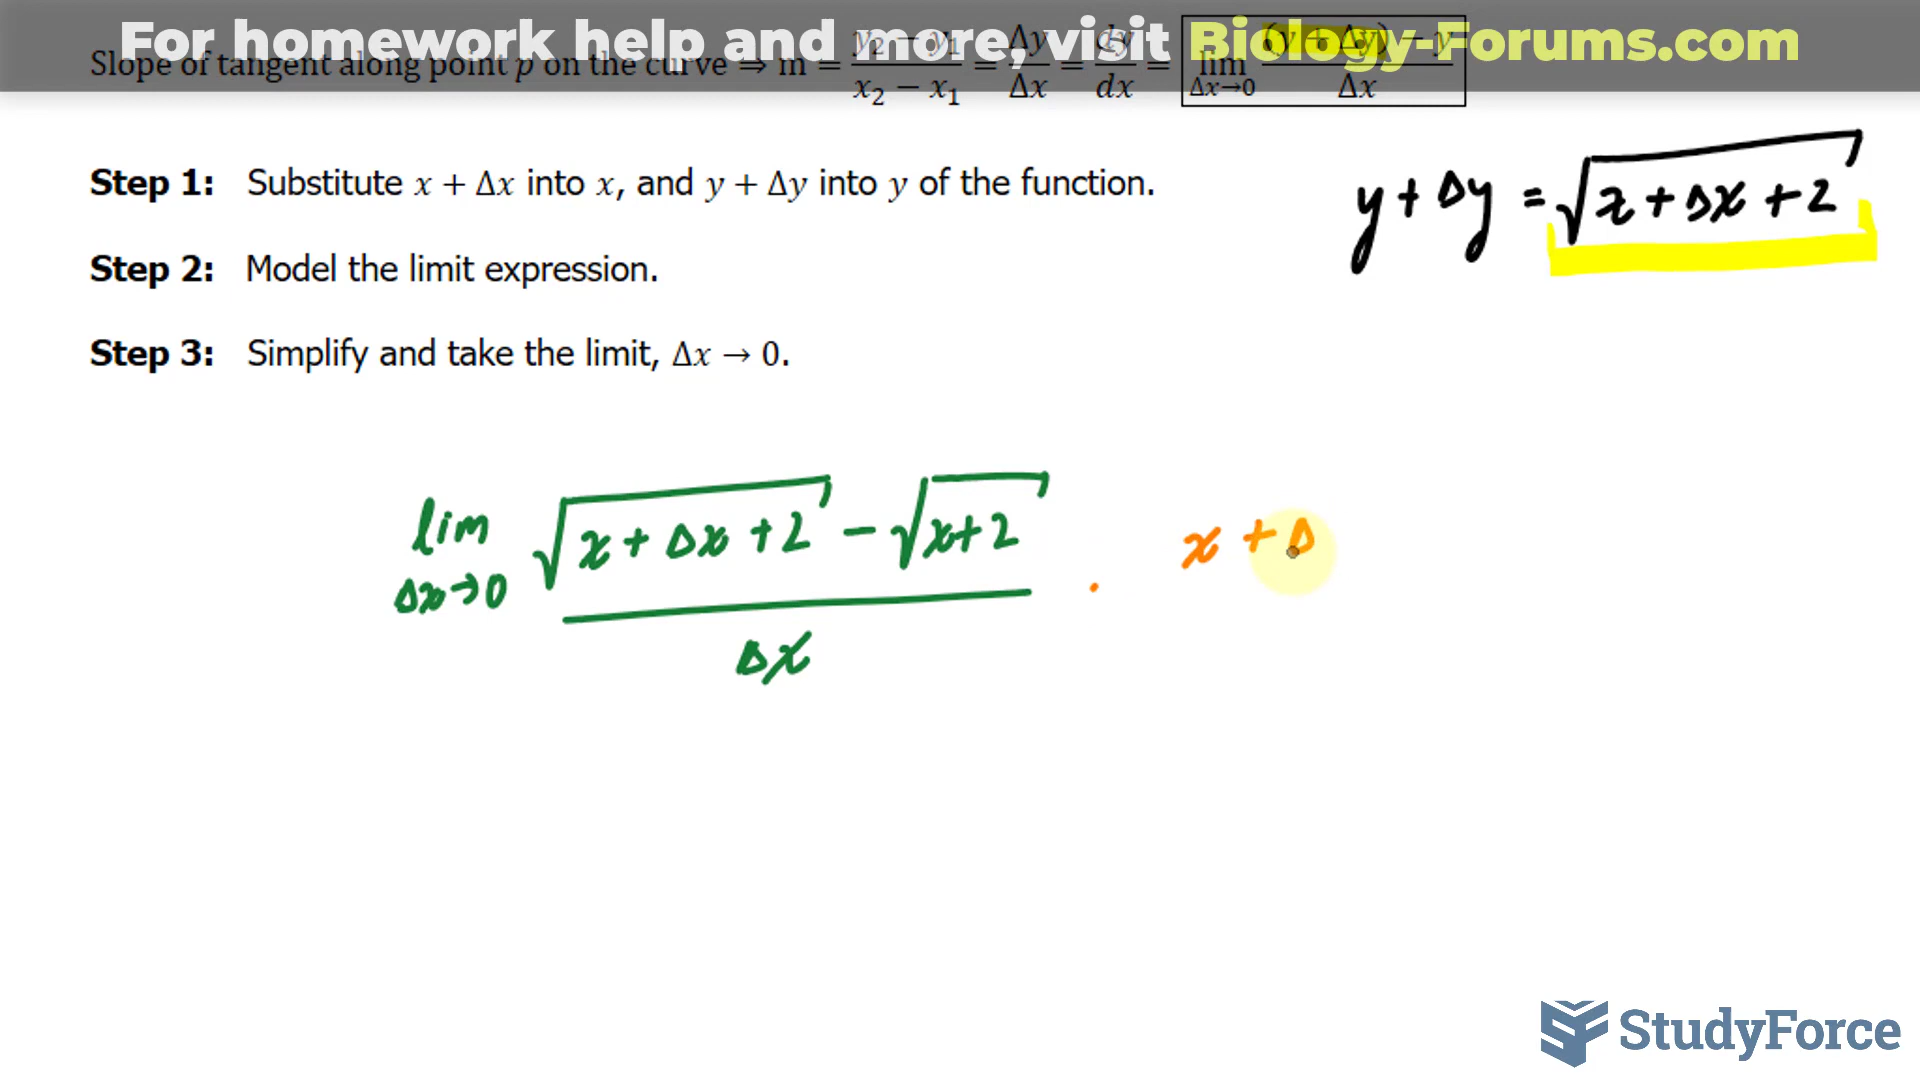 For homework help and more, visit Biology-Forums.com
Slope of tangent along point p on the curve ⇒ m = (y₂ − y₁)/(x₂ − x₁) = Δy/Δx = dy/dx = lim Δx→0 ((y + Δy) − y)/Δx
Step 1: Substitute x + Δx into x, and y + Δy into y of the function.
y + Δy = √(x + Δx + 2)
Step 2: Model the limit expression.
Step 3: Simplify and take the limit, Δx → 0.
lim Δx→0 (√(x + Δx + 2) − √(x+2))/Δx · x + Δ
StudyForce